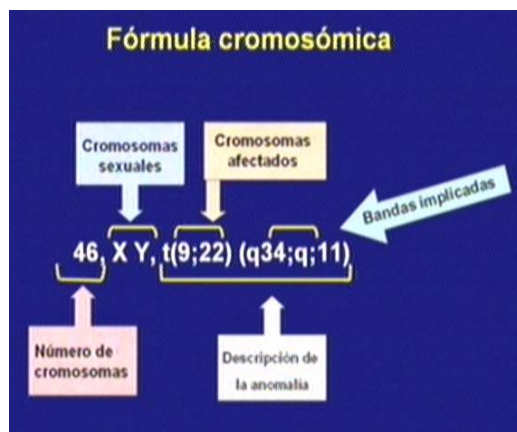 Fórmula cromosómica
Cromosomas
sexuales
Cromosomas
afectados
Bandas implicadas
46, X Y, t(9;22) (q34;q;11)
Número de
cromosomas
Descripción de
la anomalía